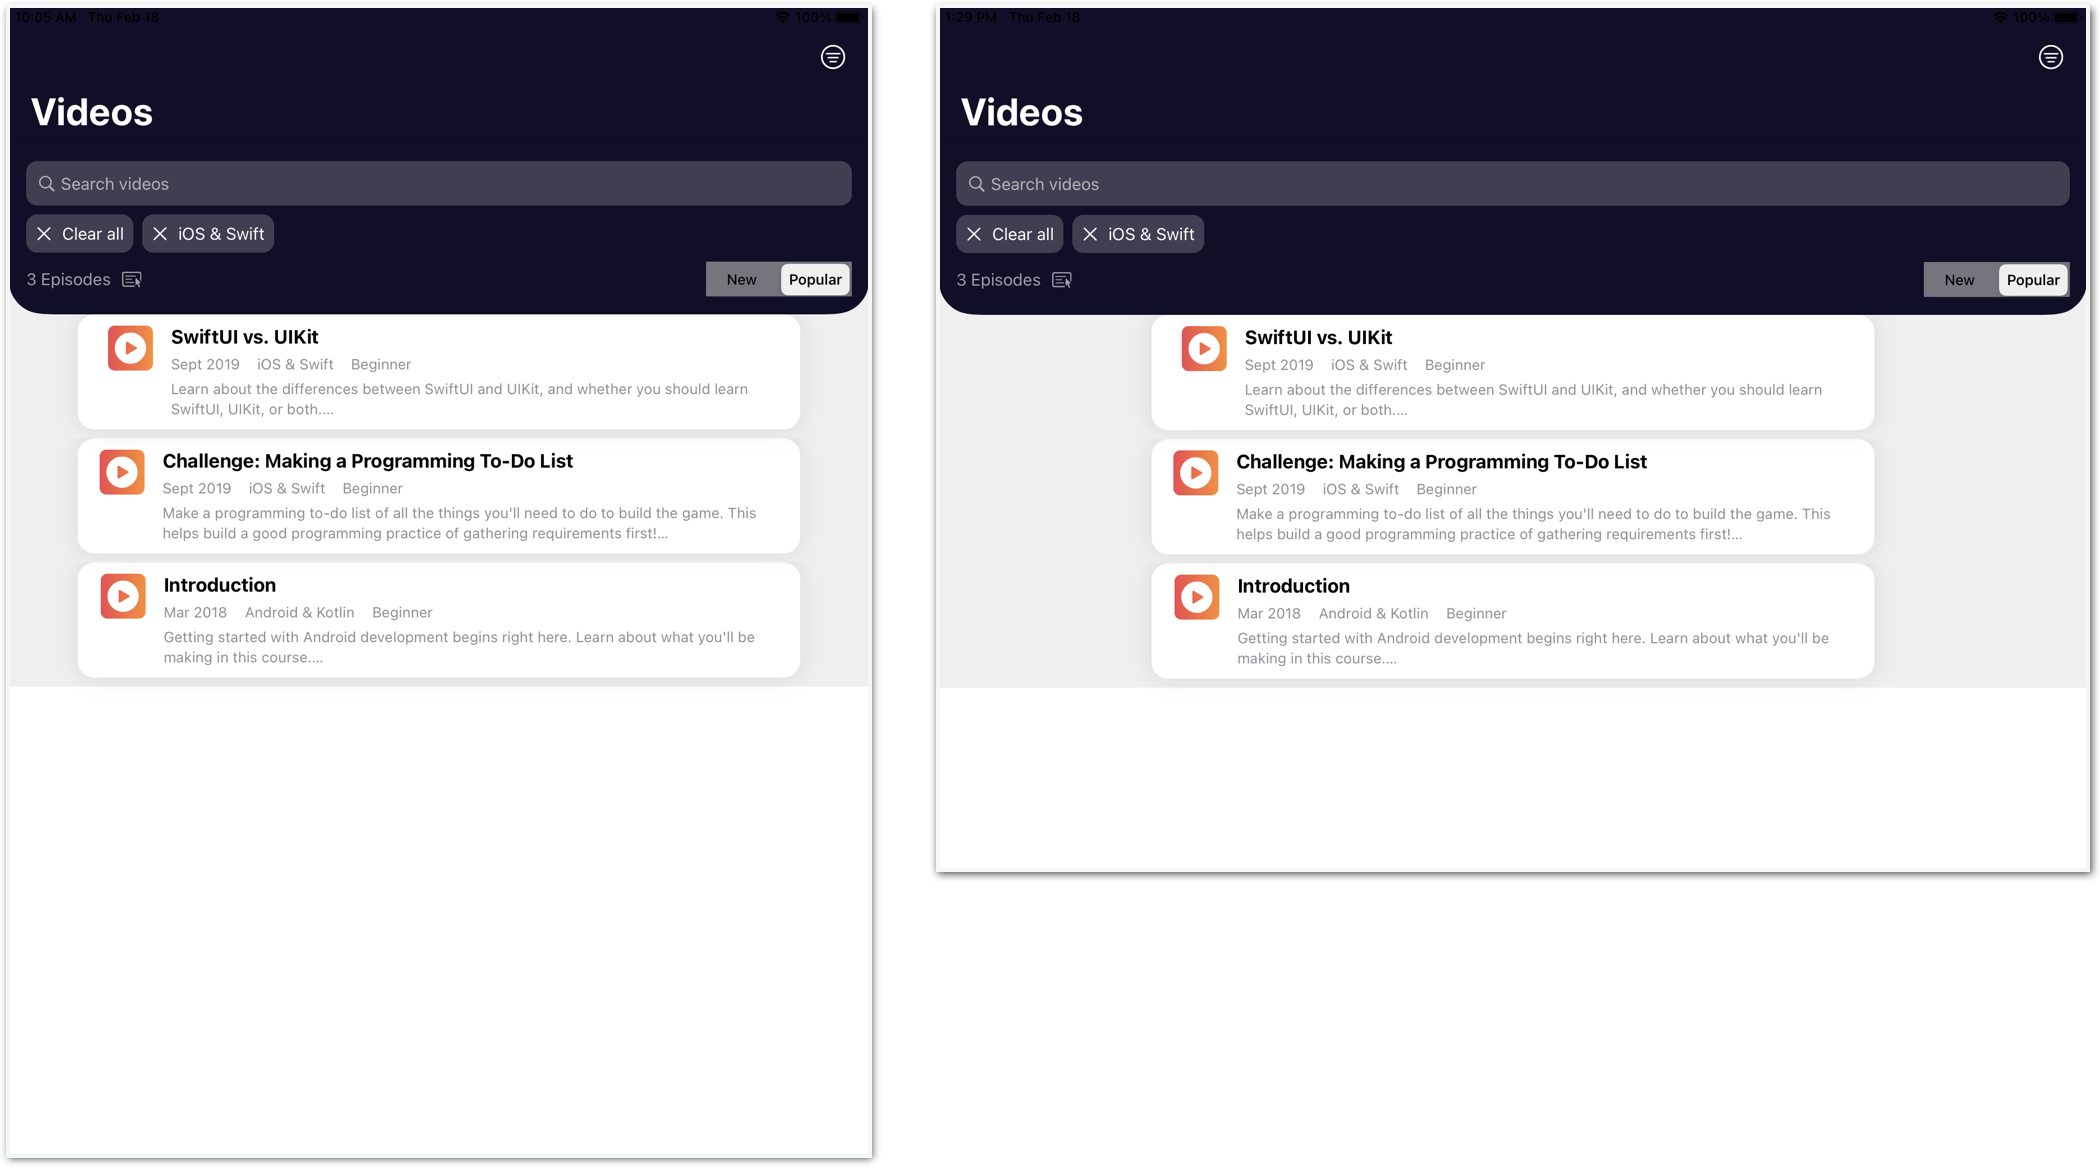 10:05 AM Thu Feb 18
100%
Videos
Search videos
Clear all
iOS & Swift
3 Episodes
New
Popular
SwiftUI vs. UIKit
Sept 2019 iOS & Swift Beginner
Learn about the differences between SwiftUI and UIKit, and whether you should learn
SwiftUI, UIKit, or both....
Challenge: Making a Programming To-Do List
Sept 2019 iOS & Swift Beginner
Make a programming to-do list of all the things you'll need to do to build the game. This
helps build a good programming practice of gathering requirements first!...
Introduction
Mar 2018 Android & Kotlin Beginner
Getting started with Android development begins right here. Learn about what you'll be
making in this course....
1:29 PM Thu Feb 18
100%
Videos
Search videos
Clear all
iOS & Swift
3 Episodes
New
Popular
SwiftUI vs. UIKit
Sept 2019 iOS & Swift Beginner
Learn about the differences between SwiftUI and UIKit, and whether you should learn
SwiftUI, UIKit, or both....
Challenge: Making a Programming To-Do List
Sept 2019 iOS & Swift Beginner
Make a programming to-do list of all the things you'll need to do to build the game. This
helps build a good programming practice of gathering requirements first!...
Introduction
Mar 2018 Android & Kotlin Beginner
Getting started with Android development begins right here. Learn about what you'll be
making in this course....